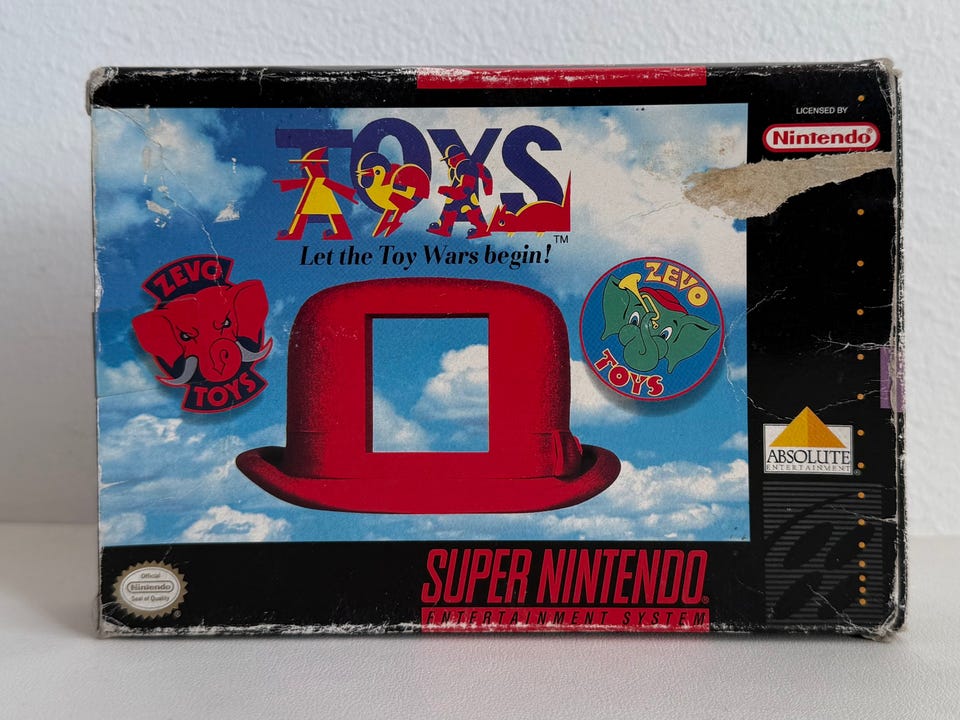 LICENSED BY
Nintendo®
TOYS
TM
Let the Toy Wars begin!
ZEVO
TOYS
ZEVO
TOYS
ABSOLUTE
ENTERTAINMENT®
Official
Nintendo
Seal of Quality
SUPER NINTENDO®
ENTERTAINMENT SYSTEM